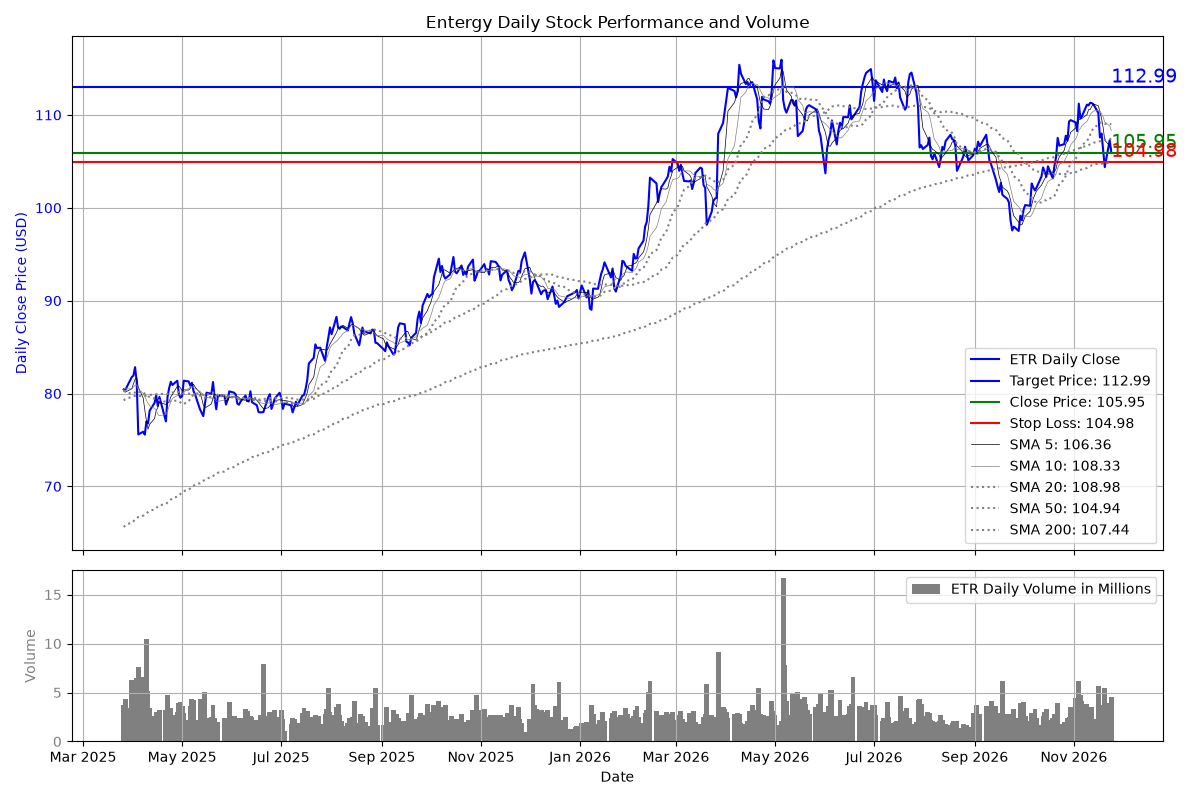 Entergy Daily Stock Performance and Volume
Daily Close Price (USD)
110
100
90
80
70
112.99
105.95
104.98
ETR Daily Close
Target Price: 112.99
Close Price: 105.95
Stop Loss: 104.98
SMA 5: 106.36
SMA 10: 108.33
SMA 20: 108.98
SMA 50: 104.94
SMA 200: 107.44
Volume
15
10
5
0
ETR Daily Volume in Millions
Mar 2025 May 2025 Jul 2025 Sep 2025 Nov 2025 Jan 2026 Mar 2026 May 2026 Jul 2026 Sep 2026 Nov 2026
Date